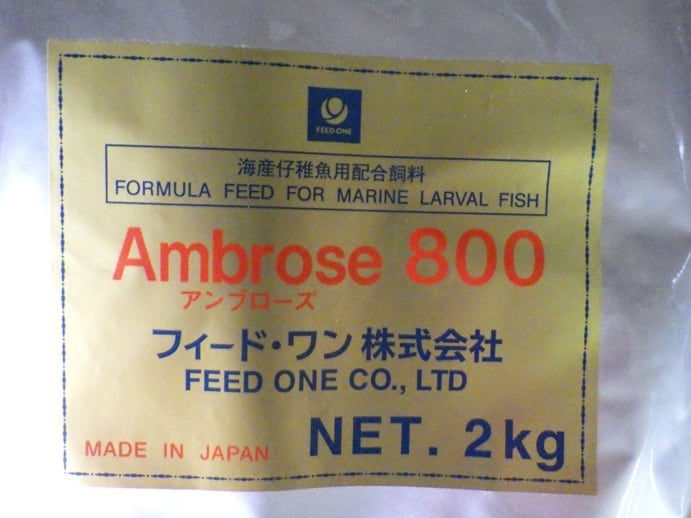 FEED ONE
海産仔稚魚用配合飼料
FORMULA FEED FOR MARINE LARVAL FISH
Ambrose 800
アンブローズ
フィード・ワン株式会社
FEED ONE CO., LTD
MADE IN JAPAN NET. 2kg